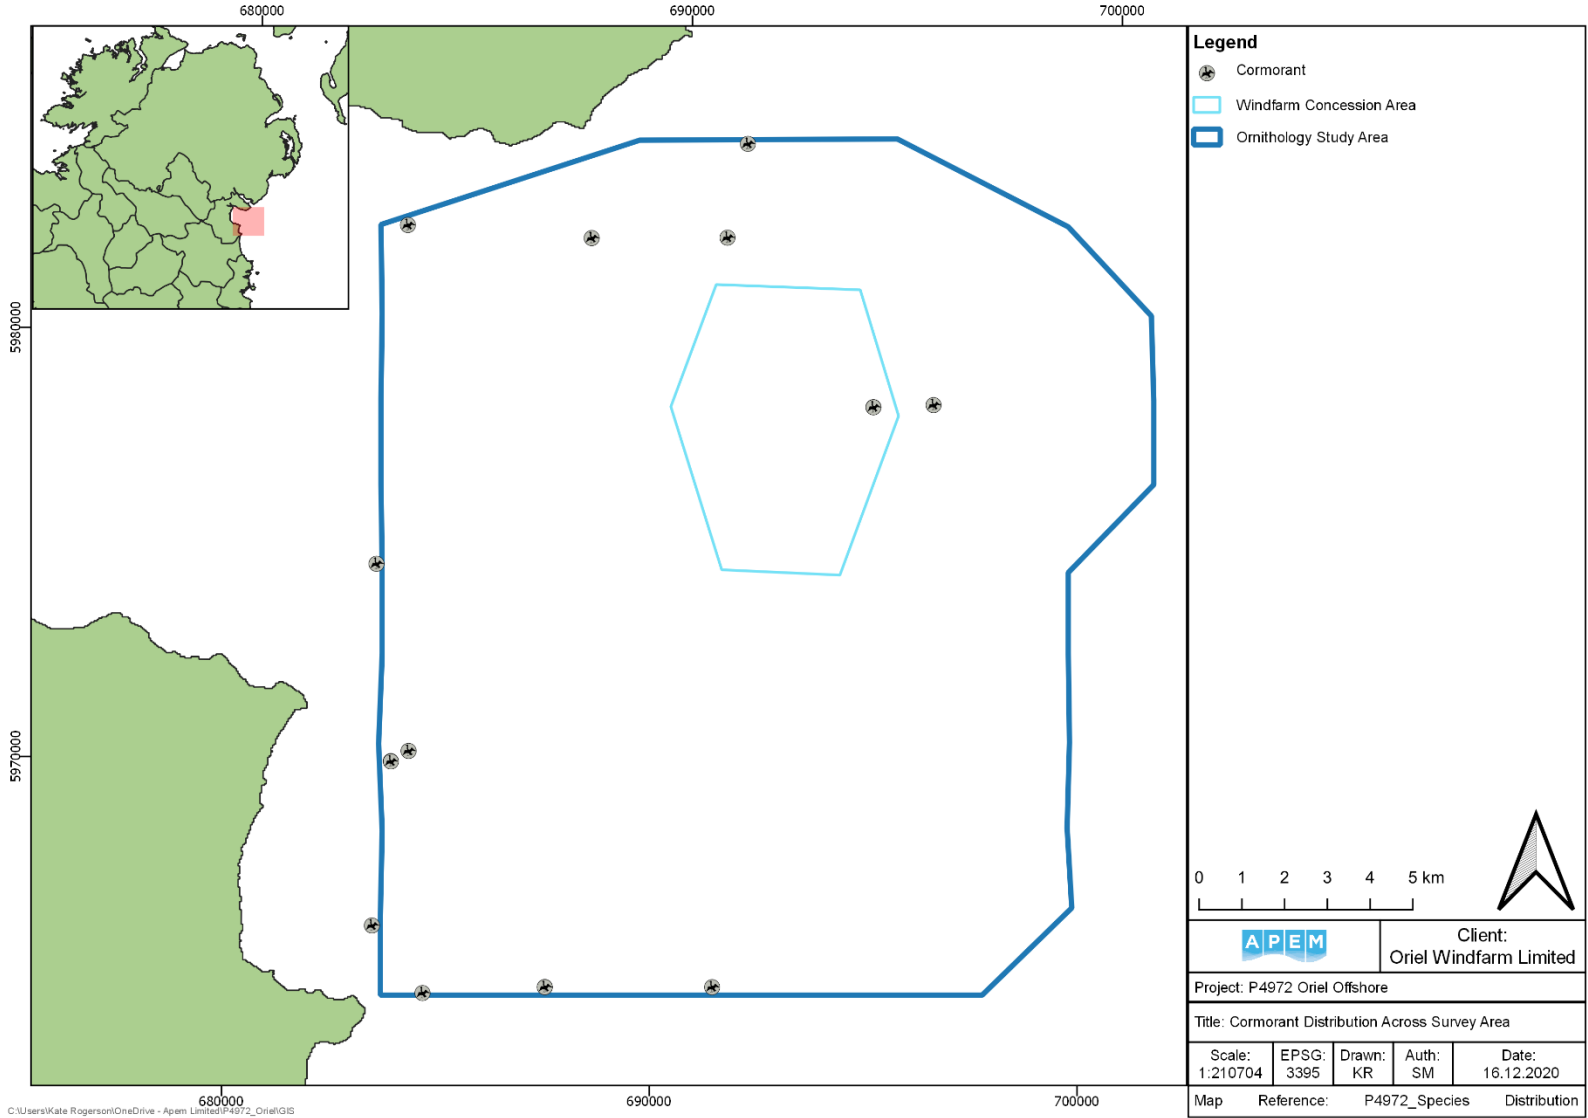 680000
690000
700000
5980000
5970000
680000
690000
700000
Legend
Cormorant
Windfarm Concession Area
Ornithology Study Area
0 1 2 3 4 5 km
APEM
Client:
Oriel Windfarm Limited
Project: P4972 Oriel Offshore
Title: Cormorant Distribution Across Survey Area
Scale:
1:210704
EPSG:
3395
Drawn:
KR
Auth:
SM
Date:
16.12.2020
Map Reference: P4972_Species Distribution
C:\Users\Kate Rogerson\OneDrive - Apem Limited\P4972_Oriel\GIS